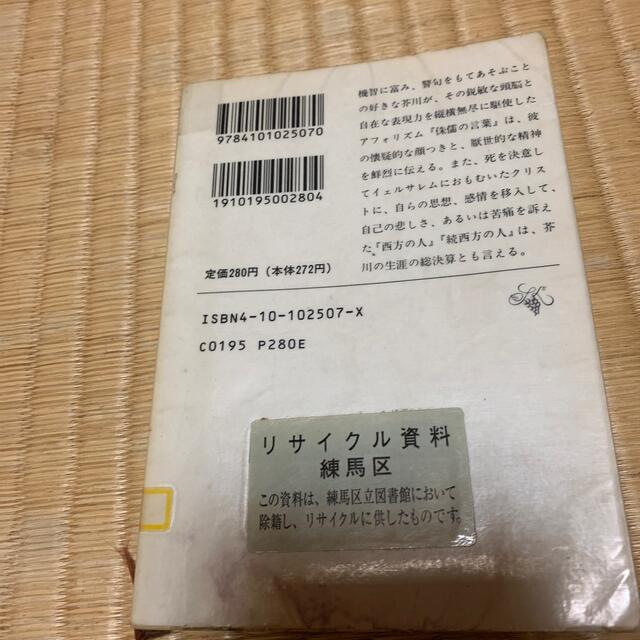 機智に富み、警句をもてあそぶこと
の好きな芥川が、その鋭敏な頭脳と
自在な表現力を縦横無尽に駆使した
アフォリズム『侏儒の言葉』は、彼
の懐疑的な顔つきと、厭世的な精神
を鮮烈に伝える。また、死を決意し
てイェルサレムにおもむいたクリス
トに、自らの思想、感情を移入して、
自己の悲しさ、あるいは苦痛を訴え
た『西方の人』『続西方の人』は、芥
川の生涯の総決算とも言える。
9784101025070
1910195002804
定価280円（本体272円）
ISBN4-10-102507-X
C0195 P280E
リサイクル資料
練馬区
この資料は、練馬区立図書館において
除籍し、リサイクルに供したものです。